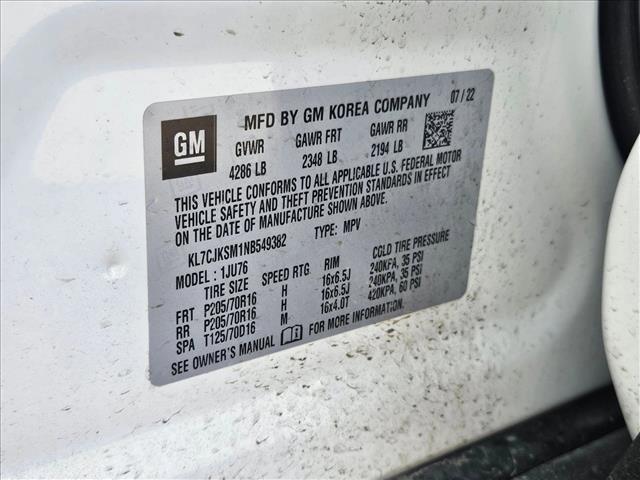 MFD BY GM KOREA COMPANY 07 / 22
GM
GVWR GAWR FRT GAWR RR
4286 LB 2348 LB 2194 LB
THIS VEHICLE CONFORMS TO ALL APPLICABLE U.S. FEDERAL MOTOR
VEHICLE SAFETY AND THEFT PREVENTION STANDARDS IN EFFECT
ON THE DATE OF MANUFACTURE SHOWN ABOVE.
KL7CJKSM1NB549382 TYPE: MPV
MODEL : 1JU76
TIRE SIZE SPEED RTG RIM COLD TIRE PRESSURE
FRT P205/70R16 H 16x6.5J 240KPA, 35 PSI
RR P205/70R16 H 16x6.5J 240KPA, 35 PSI
SPA T125/70D16 M 16x4.0T 420KPA, 60 PSI
SEE OWNER'S MANUAL FOR MORE INFORMATION.